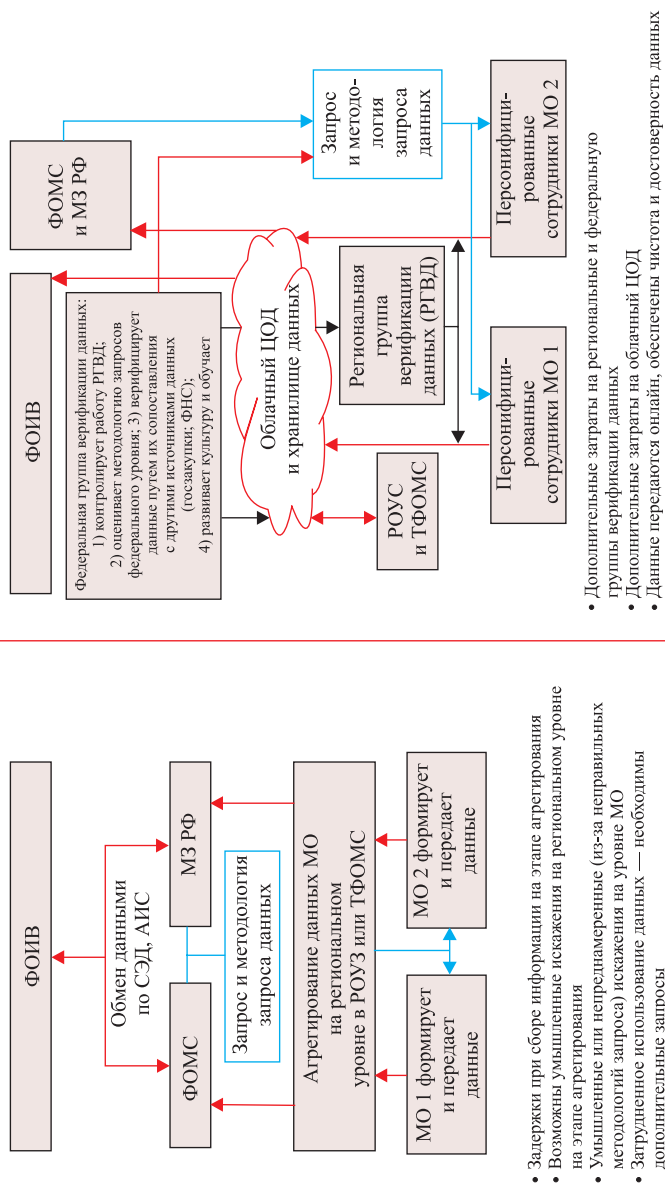 ФОИВ
Обмен данными
по СЭД, АИС
ФОМС
МЗ РФ
Запрос и методология
запроса данных
Агрегирование данных МО
на региональном
уровне в РОУЗ или ТФОМС
МО 1 формирует
и передает
данные
МО 2 формирует
и передает
данные
• Задержки при сборе информации на этапе агрегирования
• Возможны умышленные искажения на региональном уровне
на этапе агрегирования
• Умышленные или непреднамеренные (из-за неправильных
методологий запроса) искажения на уровне МО
• Затрудненное использование данных — необходимы
дополнительные запросы
ФОИВ
ФОМС
и МЗ РФ
Федеральная группа верификации данных:
1) контролирует работу РГВД;
2) оценивает методологию запросов
федерального уровня; 3) верифицирует
данные путем их сопоставления
с другими источниками данных
(госзакупки; ФНС);
4) развивает культуру и обучает
Облачный ЦОД
и хранилище данных
Запрос
и методо-
логия
запроса
данных
РОУС
и ТФОМС
Региональная
группа
верификации
данных (РГВД)
Персонифици-
рованные
сотрудники МО 1
Персонифици-
рованные
сотрудники МО 2
• Дополнительные затраты на региональные и федеральную
группы верификации данных
• Дополнительные затраты на облачный ЦОД
• Данные передаются онлайн, обеспечены чистота и достоверность данных